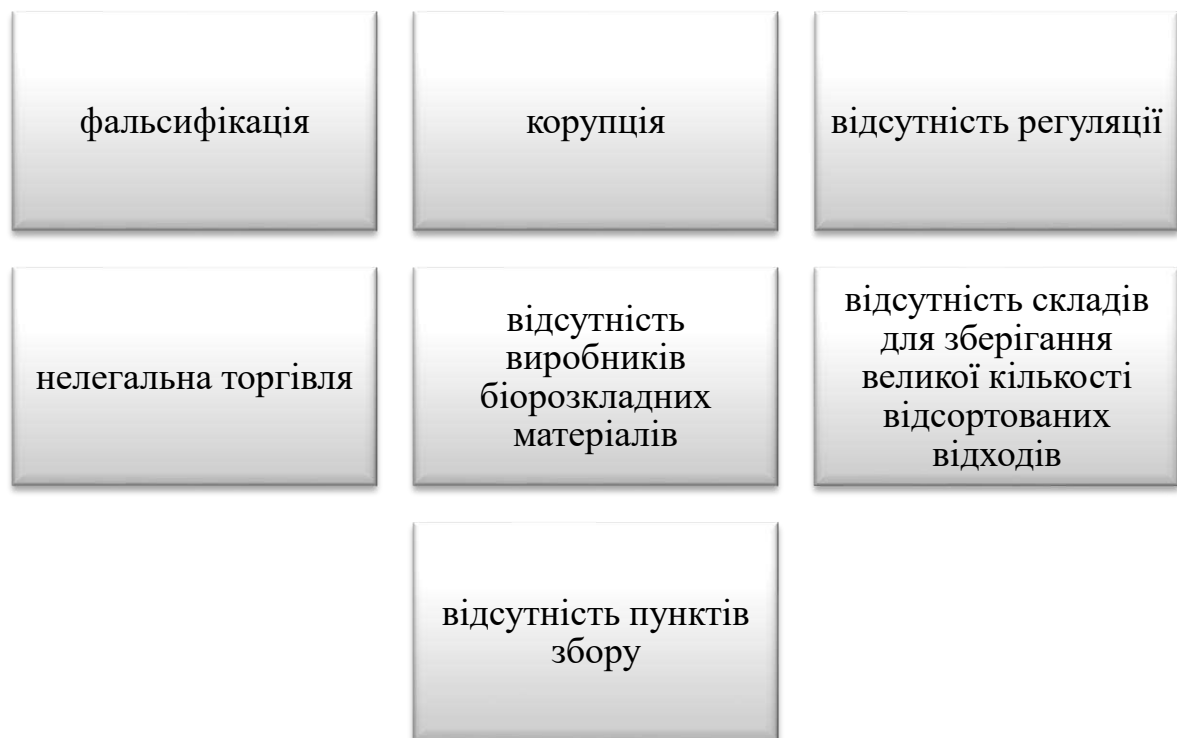 фальсифікація
корупція
відсутність регуляції
нелегальна торгівля
відсутність
виробників
біорозкладних
матеріалів
відсутність складів
для зберігання
великої кількості
відсортованих
відходів
відсутність пунктів
збору